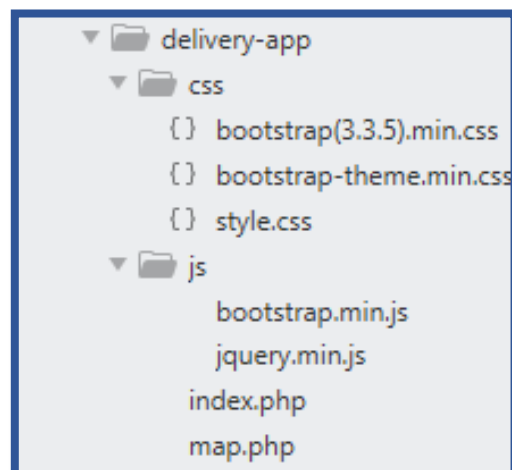 delivery-app
css
{} bootstrap(3.3.5).min.css
{} bootstrap-theme.min.css
{} style.css
js
bootstrap.min.js
jquery.min.js
index.php
map.php